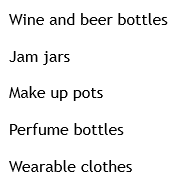 Wine and beer bottles
Jam jars
Make up pots
Perfume bottles
Wearable clothes